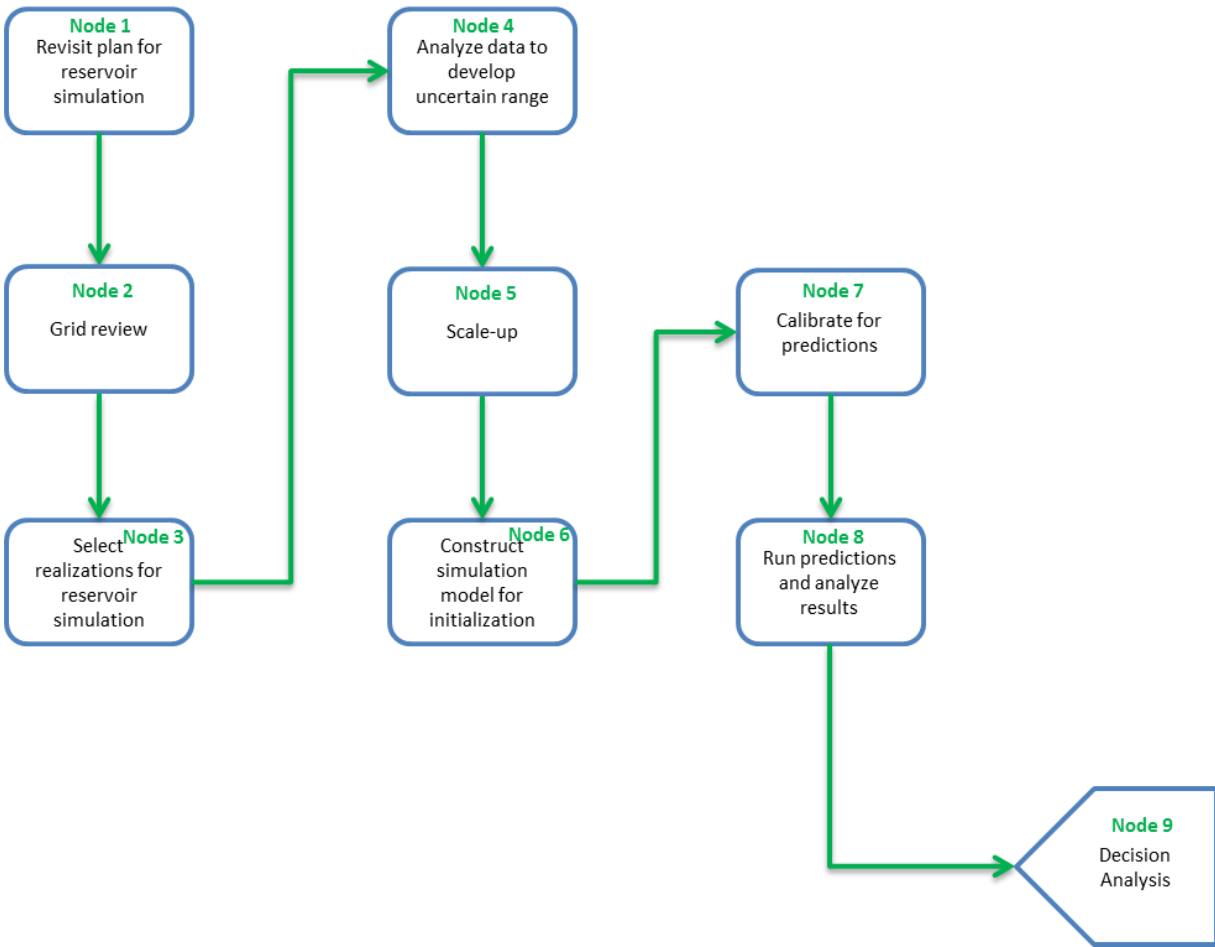 Node 1
Revisit plan for
reservoir
simulation
Node 2
Grid review
Node 3
Select
realizations for
reservoir
simulation
Node 4
Analyze data to
develop
uncertain range
Node 5
Scale-up
Node 6
Construct
simulation
model for
initialization
Node 7
Calibrate for
predictions
Node 8
Run predictions
and analyze
results
Node 9
Decision
Analysis